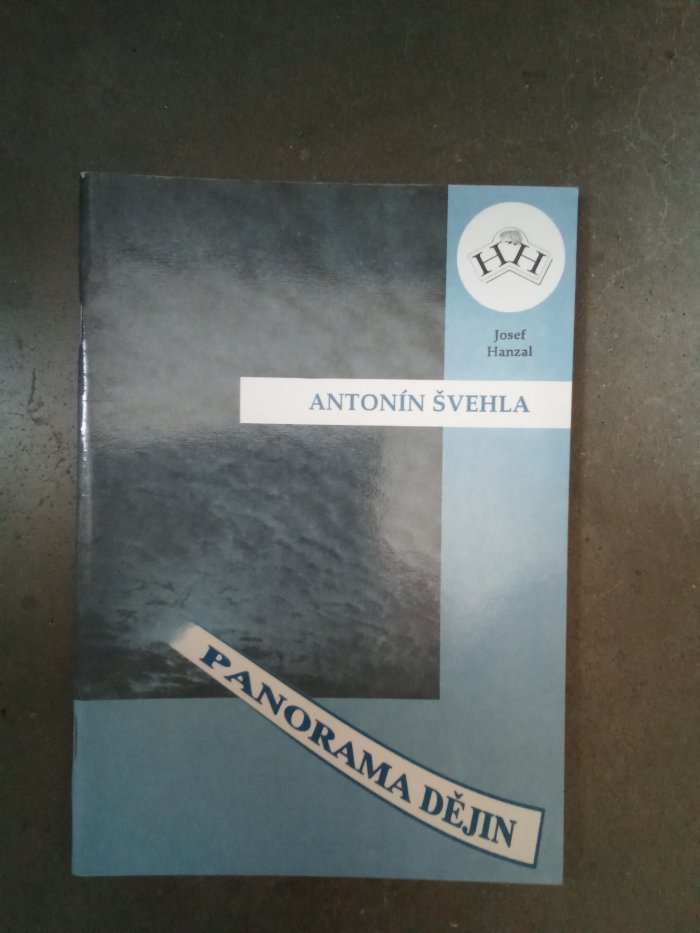 HH
Josef
Hanzal
ANTONÍN ŠVEHLA
PANORAMA DĚJIN